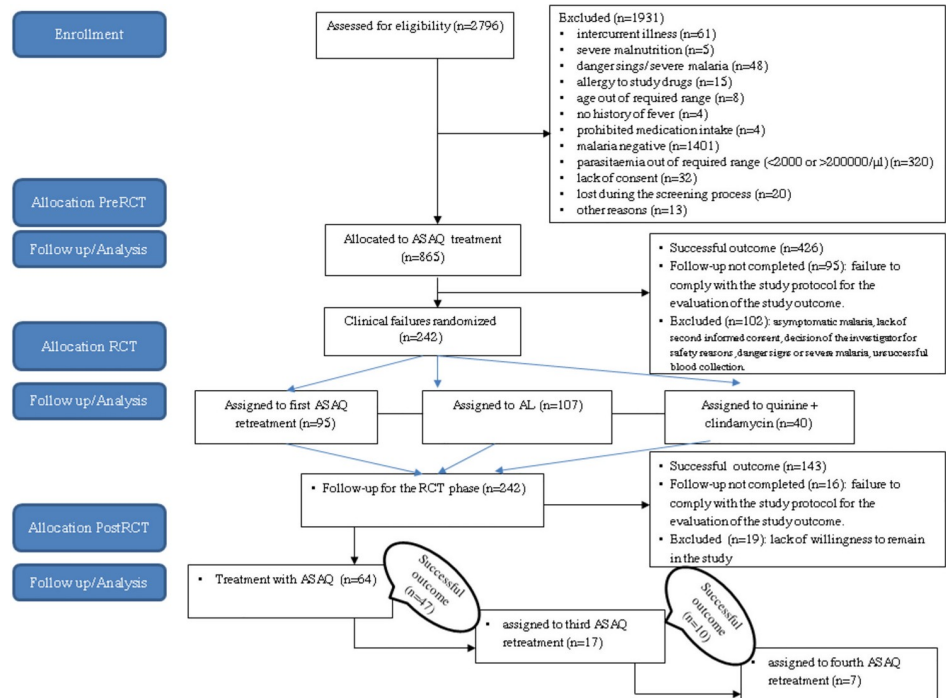 Enrollment
Assessed for eligibility (n=2796)
Excluded (n=1931)
▪ intercurrent illness (n=61)
▪ severe malnutrition (n=5)
▪ danger sings/severe malaria (n=48)
▪ allergy to study drugs (n=15)
▪ age out of required range (n=8)
▪ no history of fever (n=4)
▪ prohibited medication intake (n=4)
▪ malaria negative (n=1401)
▪ parasitaemia out of required range (<2000 or >200000/µl)(n=320)
▪ lack of consent (n=32)
▪ lost during the screening process (n=20)
▪ other reasons (n=13)
Allocation PreRCT
Follow up/Analysis
Allocated to ASAQ treatment
(n=865)
▪ Successful outcome (n=426)
▪ Follow-up not completed (n=95): failure to
comply with the study protocol for the
evaluation of the study outcome.
▪ Excluded (n=102): asymptomatic malaria, lack of
second informed consent, decision of the investigator for
safety reasons, danger signs or severe malaria, unsuccessful
blood collection.
Allocation RCT
Clinical failures randomized
(n=242)
Follow up/Analysis
Assigned to first ASAQ
retreatment (n=95)
Assigned to AL (n=107)
Assigned to quinine +
clindamycin (n=40)
▪ Follow-up for the RCT phase (n=242)
▪ Successful outcome (n=143)
▪ Follow-up not completed (n=16): failure to
comply with the study protocol for the
evaluation of the study outcome.
▪ Excluded (n=19): lack of willingness to remain
in the study
Allocation PostRCT
Follow up/Analysis
▪ Treatment with ASAQ (n=64)
Successful
outcome
(n=47)
▪ assigned to third ASAQ
retreatment (n=17)
Successful
outcome
(n=10)
▪ assigned to fourth ASAQ
retreatment (n=7)